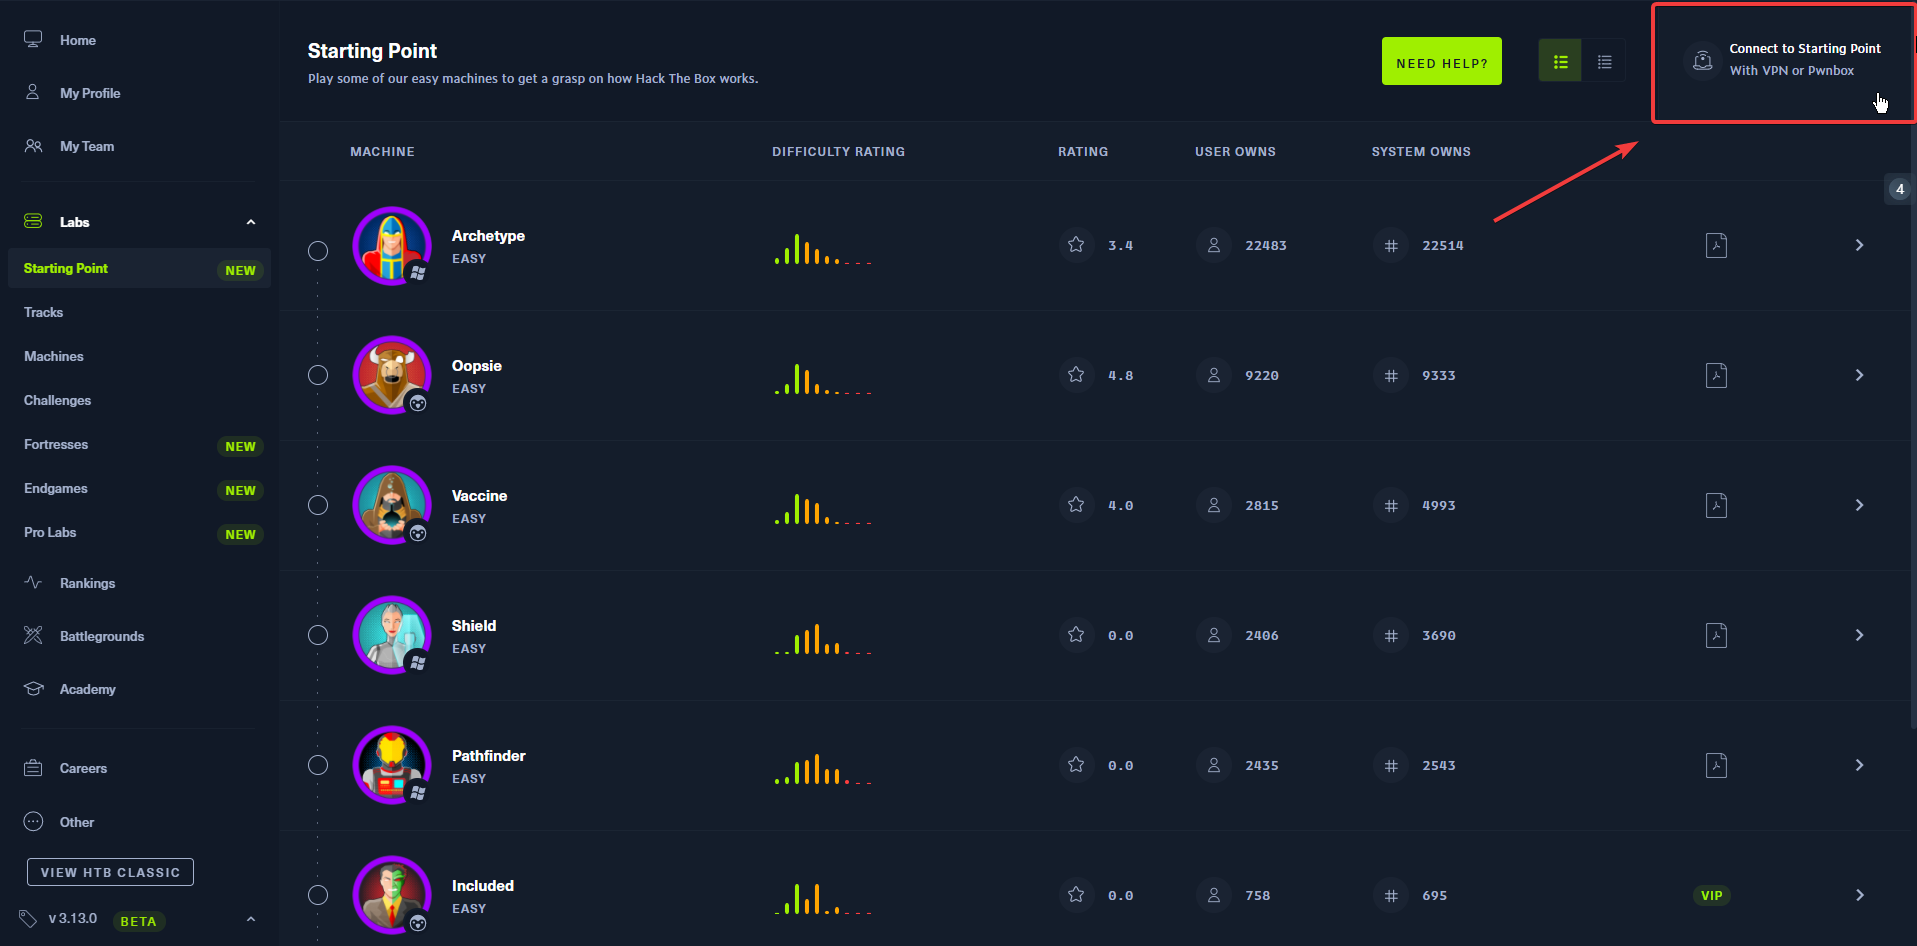 Home
My Profile
My Team
Labs
Starting Point NEW
Tracks
Machines
Challenges
Fortresses NEW
Endgames NEW
Pro Labs NEW
Rankings
Battlegrounds
Academy
Careers
Other
VIEW HTB CLASSIC
v 3.13.0 BETA
Starting Point
Play some of our easy machines to get a grasp on how Hack The Box works.
NEED HELP?
Connect to Starting Point
With VPN or Pwnbox
MACHINE DIFFICULTY RATING RATING USER OWNS SYSTEM OWNS
4
Archetype
EASY
3.4 22483 22514
Oopsie
EASY
4.8 9220 9333
Vaccine
EASY
4.0 2815 4993
Shield
EASY
0.0 2406 3690
Pathfinder
EASY
0.0 2435 2543
Included
EASY
0.0 758 695 VIP